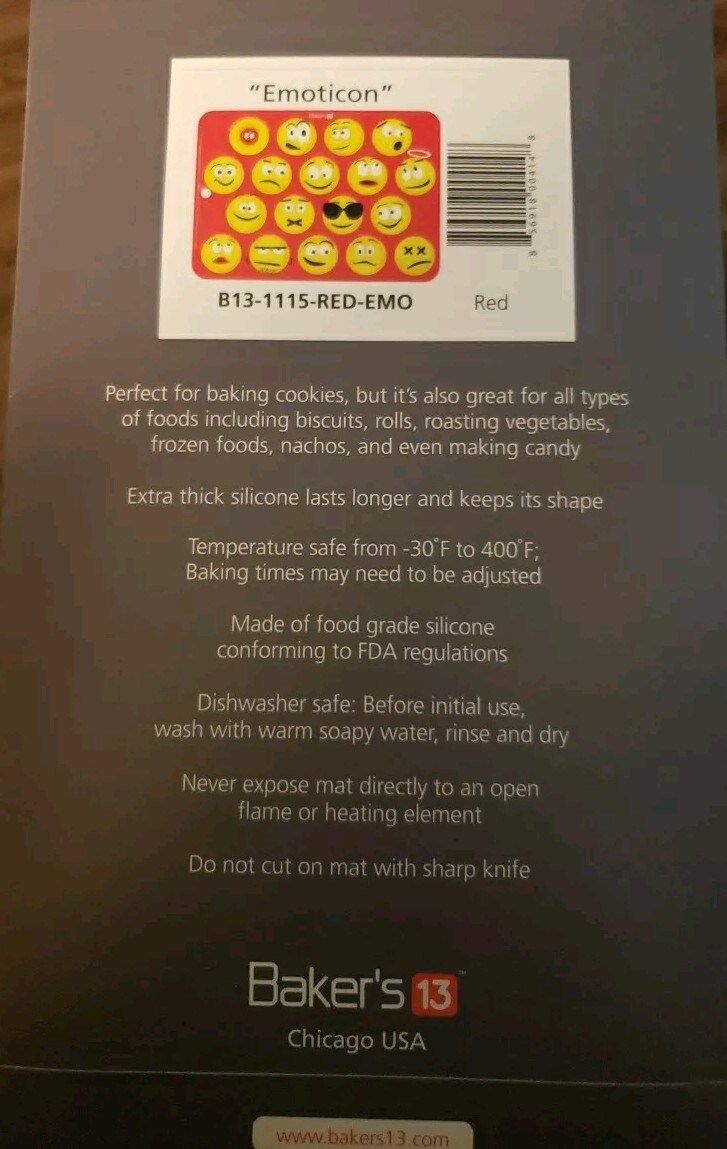 "Emoticon"
B13-1115-RED-EMO
Red
8 56918 00414 8
Perfect for baking cookies, but it's also great for all types
of foods including biscuits, rolls, roasting vegetables,
frozen foods, nachos, and even making candy
Extra thick silicone lasts longer and keeps its shape
Temperature safe from -30°F to 400°F;
Baking times may need to be adjusted
Made of food grade silicone
conforming to FDA regulations
Dishwasher safe: Before initial use,
wash with warm soapy water, rinse and dry
Never expose mat directly to an open
flame or heating element
Do not cut on mat with sharp knife
Baker's 13™
Chicago USA
www.bakers13.com